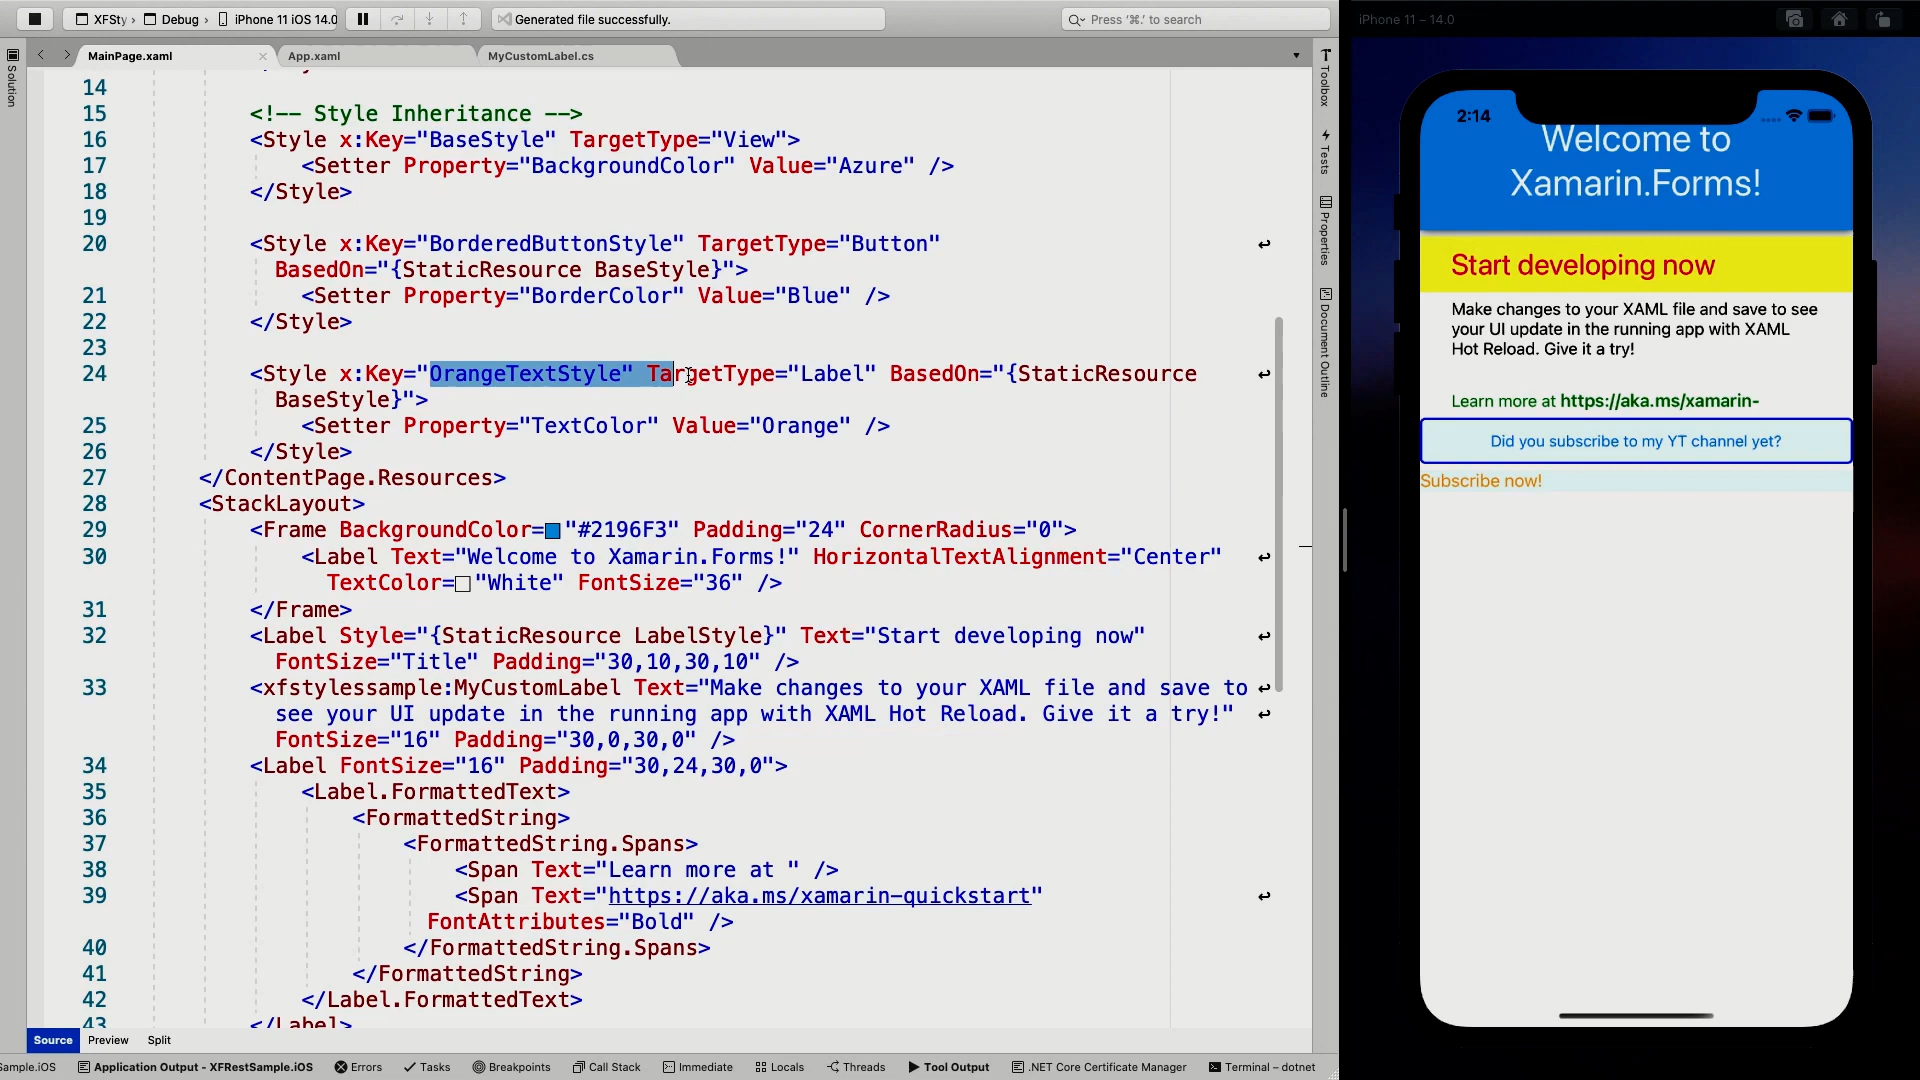 XFSty
Debug
iPhone 11 iOS 14.0
Generated file successfully.
Press '⌘.' to search
MainPage.xaml
App.xaml
MyCustomLabel.cs
Solution
14
15 <!-- Style Inheritance -->
16 <Style x:Key="BaseStyle" TargetType="View">
17 <Setter Property="BackgroundColor" Value="Azure" />
18 </Style>
19
20 <Style x:Key="BorderedButtonStyle" TargetType="Button"
BasedOn="{StaticResource BaseStyle}">
21 <Setter Property="BorderColor" Value="Blue" />
22 </Style>
23
24 <Style x:Key="OrangeTextStyle" TargetType="Label" BasedOn="{StaticResource
BaseStyle}">
25 <Setter Property="TextColor" Value="Orange" />
26 </Style>
27 </ContentPage.Resources>
28 <StackLayout>
29 <Frame BackgroundColor="#2196F3" Padding="24" CornerRadius="0">
30 <Label Text="Welcome to Xamarin.Forms!" HorizontalTextAlignment="Center"
TextColor="White" FontSize="36" />
31 </Frame>
32 <Label Style="{StaticResource LabelStyle}" Text="Start developing now"
FontSize="Title" Padding="30,10,30,10" />
33 <xfstylessample:MyCustomLabel Text="Make changes to your XAML file and save to
see your UI update in the running app with XAML Hot Reload. Give it a try!"
FontSize="16" Padding="30,0,30,0" />
34 <Label FontSize="16" Padding="30,24,30,0">
35 <Label.FormattedText>
36 <FormattedString>
37 <FormattedString.Spans>
38 <Span Text="Learn more at " />
39 <Span Text="https://aka.ms/xamarin-quickstart"
FontAttributes="Bold" />
40 </FormattedString.Spans>
41 </FormattedString>
42 </Label.FormattedText>
43 </Label>
Toolbox
Tests
Properties
Document Outline
Source
Preview
Split
ample.iOS
Application Output - XFRestSample.iOS
Errors
Tasks
Breakpoints
Call Stack
Immediate
Locals
Threads
Tool Output
.NET Core Certificate Manager
Terminal – dotnet
iPhone 11 – 14.0
2:14
Welcome to
Xamarin.Forms!
Start developing now
Make changes to your XAML file and save to see
your UI update in the running app with XAML
Hot Reload. Give it a try!
Learn more at https://aka.ms/xamarin-
Did you subscribe to my YT channel yet?
Subscribe now!